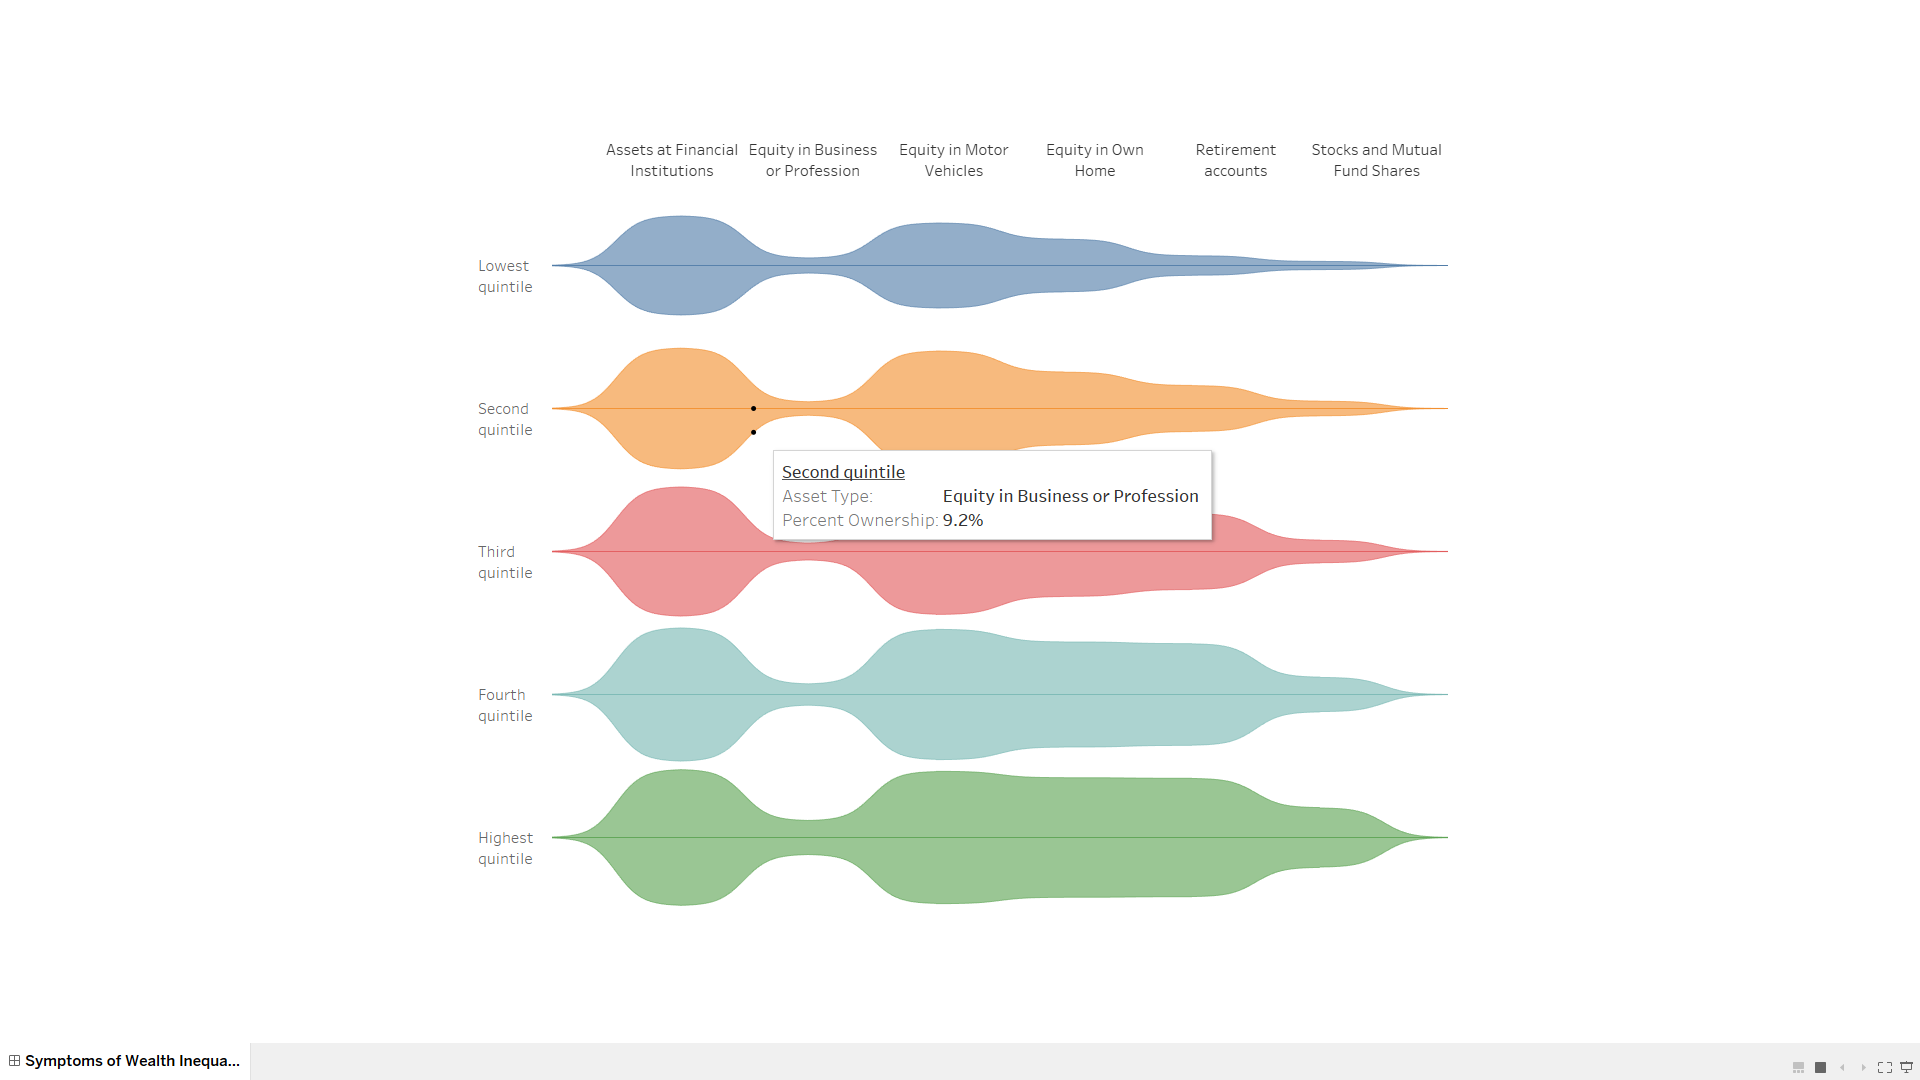 Assets at Financial
Institutions
Equity in Business
or Profession
Equity in Motor
Vehicles
Equity in Own
Home
Retirement
accounts
Stocks and Mutual
Fund Shares
Lowest
quintile
Second
quintile
Second quintile
Asset Type: Equity in Business or Profession
Percent Ownership: 9.2%
Third
quintile
Fourth
quintile
Highest
quintile
Symptoms of Wealth Inequa...